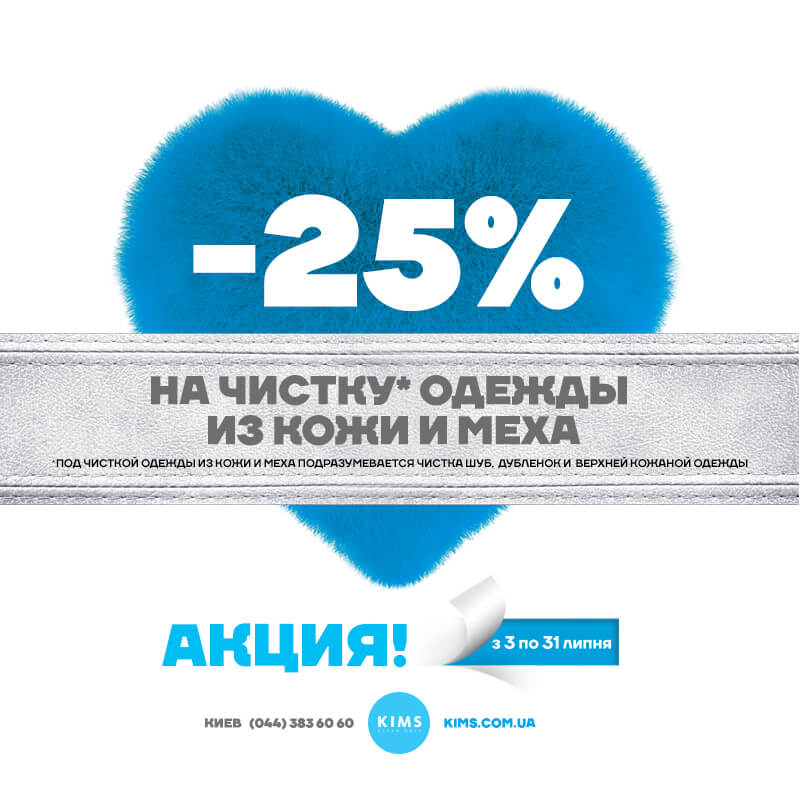 -25%
НА ЧИСТКУ* ОДЕЖДЫ
ИЗ КОЖИ И МЕХА
*ПОД ЧИСТКОЙ ОДЕЖДЫ ИЗ КОЖИ И МЕХА ПОДРАЗУМЕВАЕТСЯ ЧИСТКА ШУБ, ДУБЛЕНОК И ВЕРХНЕЙ КОЖАНОЙ ОДЕЖДЫ
АКЦИЯ!
з 3 по 31 липня
КИЕВ (044) 383 60 60
KIMS
KIMS.COM.UA